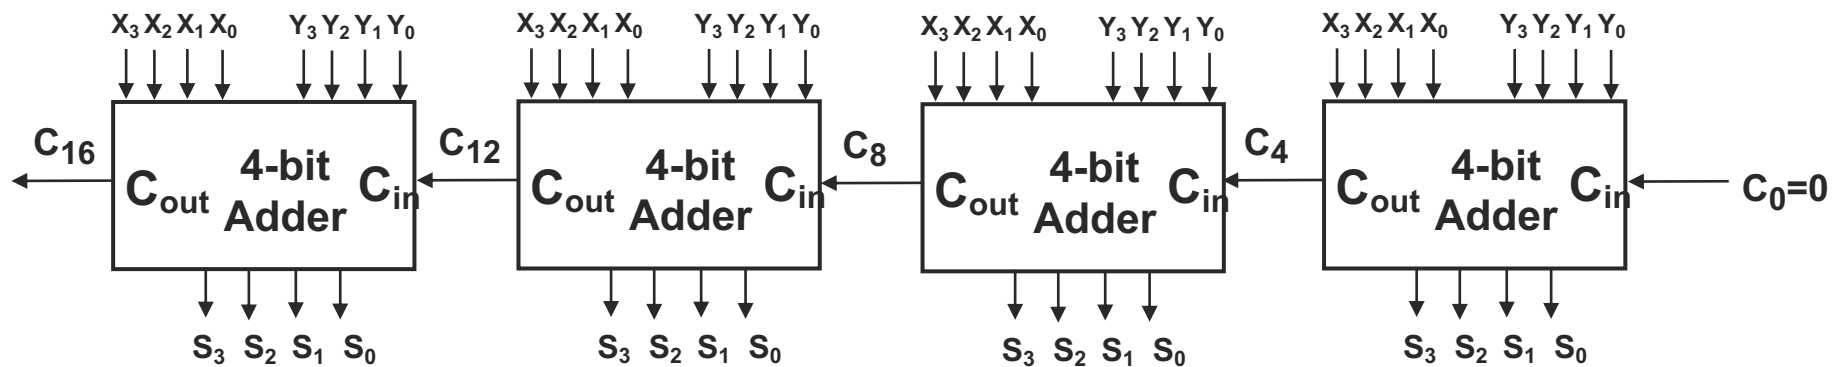 X3 X2 X1 X0 Y3 Y2 Y1 Y0 X3 X2 X1 X0 Y3 Y2 Y1 Y0 X3 X2 X1 X0 Y3 Y2 Y1 Y0 X3 X2 X1 X0 Y3 Y2 Y1 Y0
C16 Cout 4-bit Adder Cin C12 Cout 4-bit Adder Cin C8 Cout 4-bit Adder Cin C4 Cout 4-bit Adder Cin C0=0
S3 S2 S1 S0 S3 S2 S1 S0 S3 S2 S1 S0 S3 S2 S1 S0